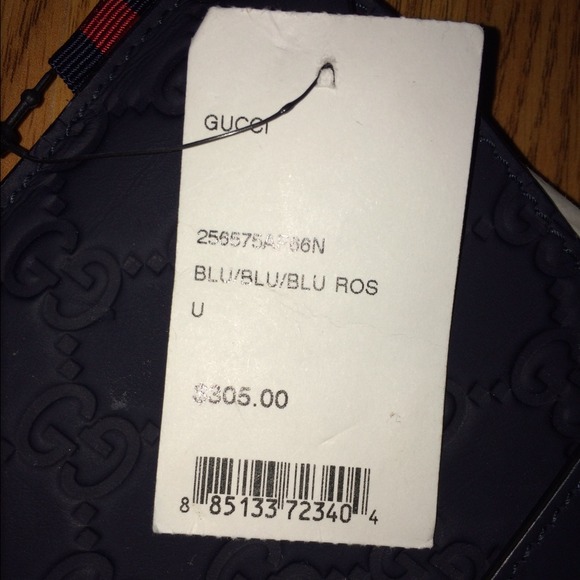 GUCCI
BLU/BLU/BLU ROS
U
$305.00
8 85133 72340 4